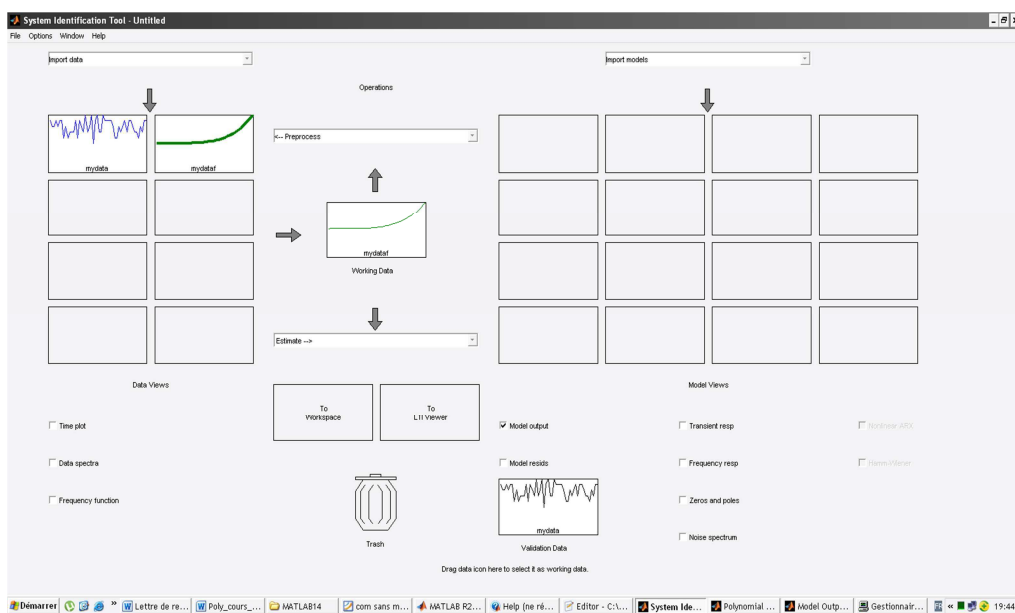 System Identification Tool - Untitled
File Options Window Help
Import data
Import models
Operations
<-- Preprocess
mydata
mydataf
mydataf
Working Data
Estimate -->
Data Views
Model Views
To Workspace
To LTI Viewer
Time plot
Data spectra
Frequency function
Model output
Model resids
Transient resp
Frequency resp
Zeros and poles
Noise spectrum
Nonlinear ARX
Hamm-Wiener
Trash
mydata
Validation Data
Drag data icon here to select it as working data.
Démarrer
»
Lettre de re...
Poly_cours_...
MATLAB14
com sans m...
MATLAB R2...
Help (ne ré...
Editor - C:\...
System Ide...
Polynomial ...
Model Outp...
Gestionnair...
«
19:44